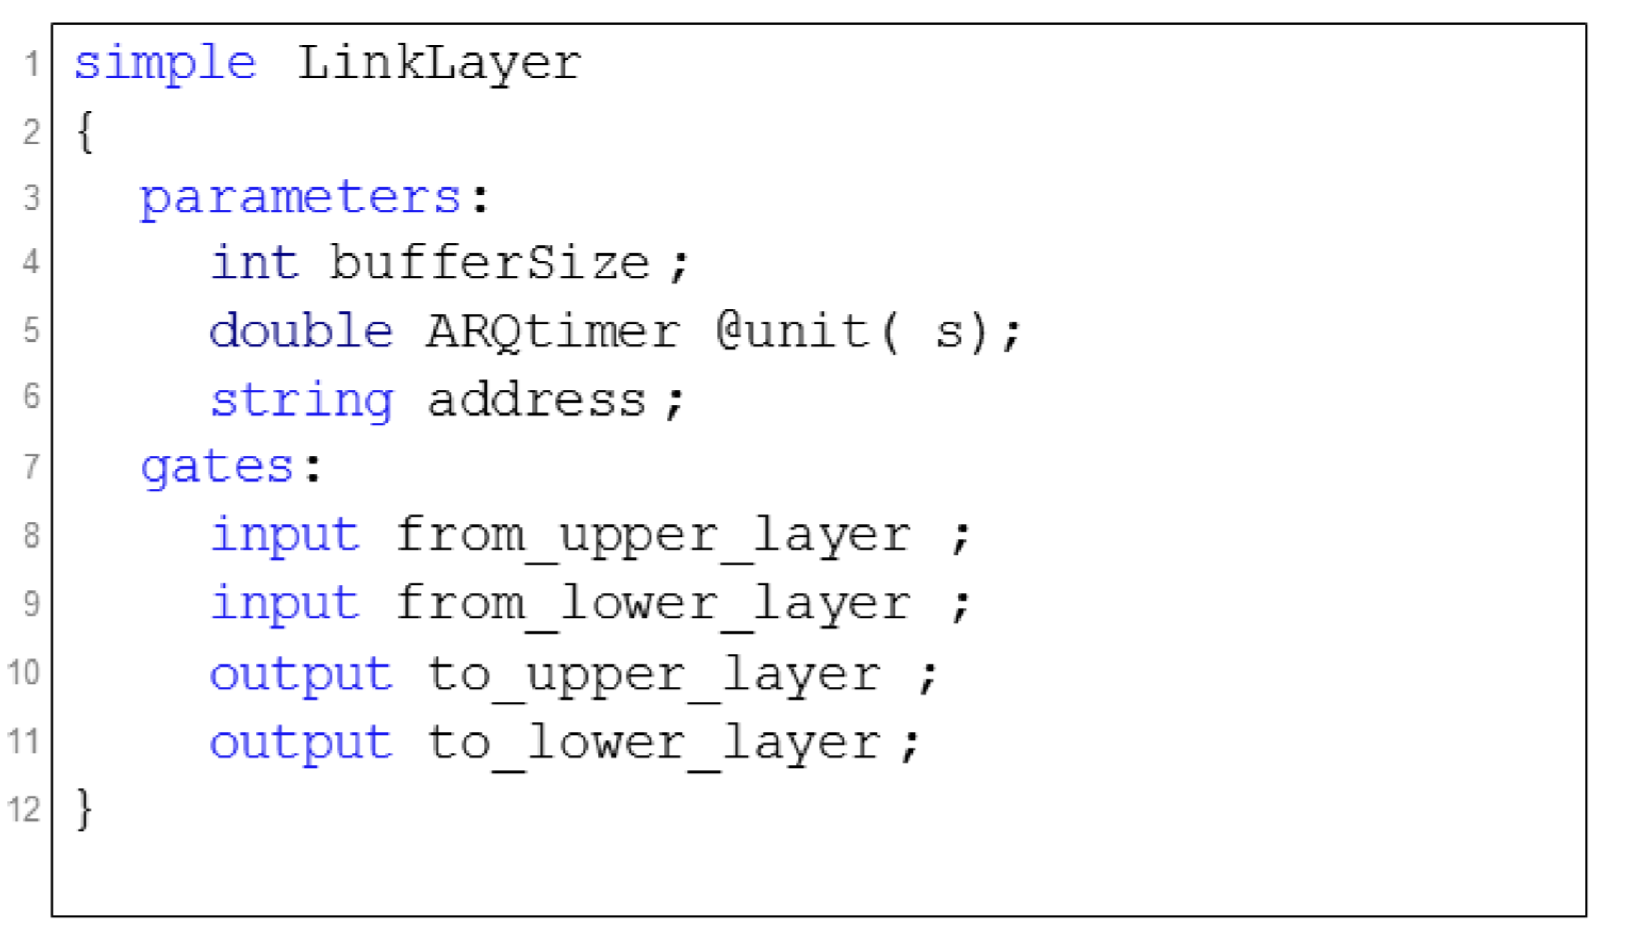 1 simple LinkLayer
2 {
3 parameters:
4 int bufferSize ;
5 double ARQtimer @unit( s);
6 string address ;
7 gates:
8 input from_upper_layer ;
9 input from_lower_layer ;
10 output to_upper_layer ;
11 output to_lower_layer ;
12 }